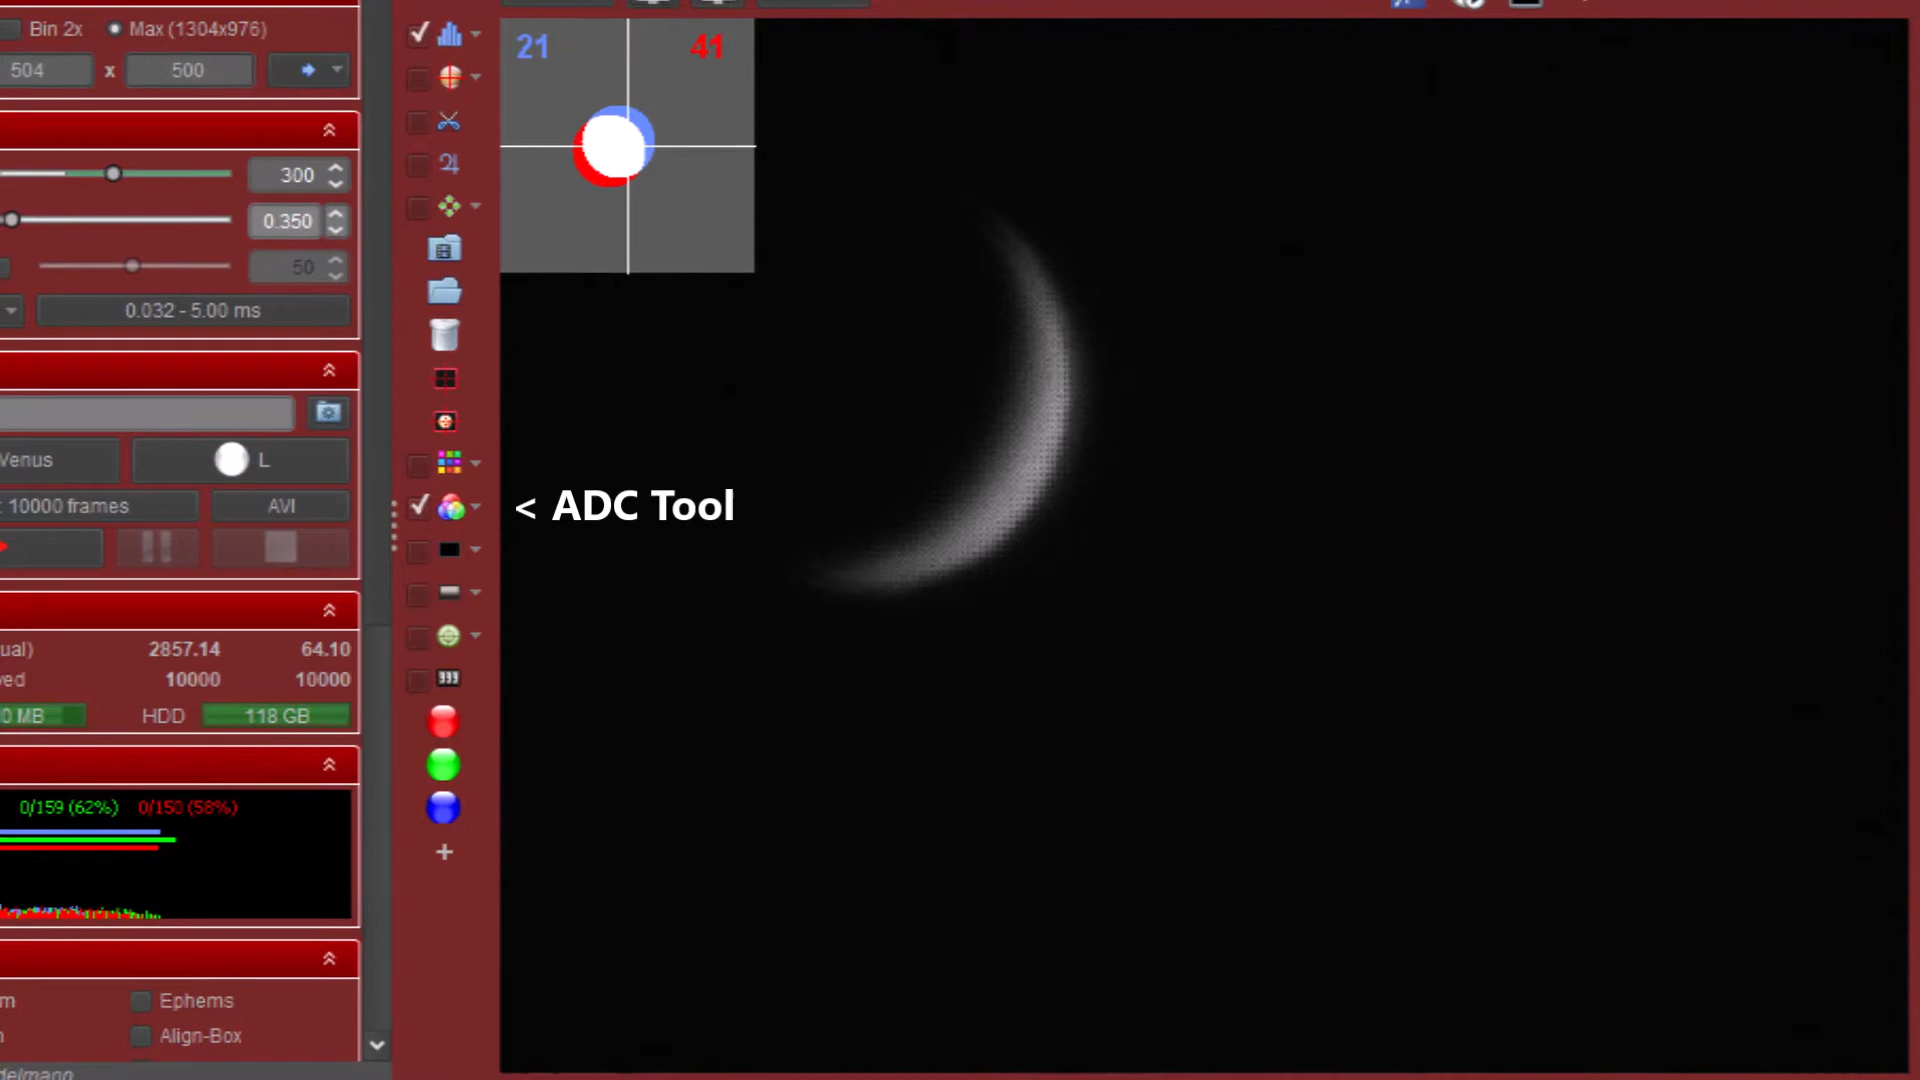 Bin 2x Max (1304x976)
504 x 500
300
0.350
50
0.032 - 5.00 ms
Venus L
: 10000 frames AVI
ual) 2857.14 64.10
ved 10000 10000
0 MB HDD 118 GB
0/159 (62%) 0/150 (58%)
m Ephems
n Align-Box
delmann
21 41
< ADC Tool